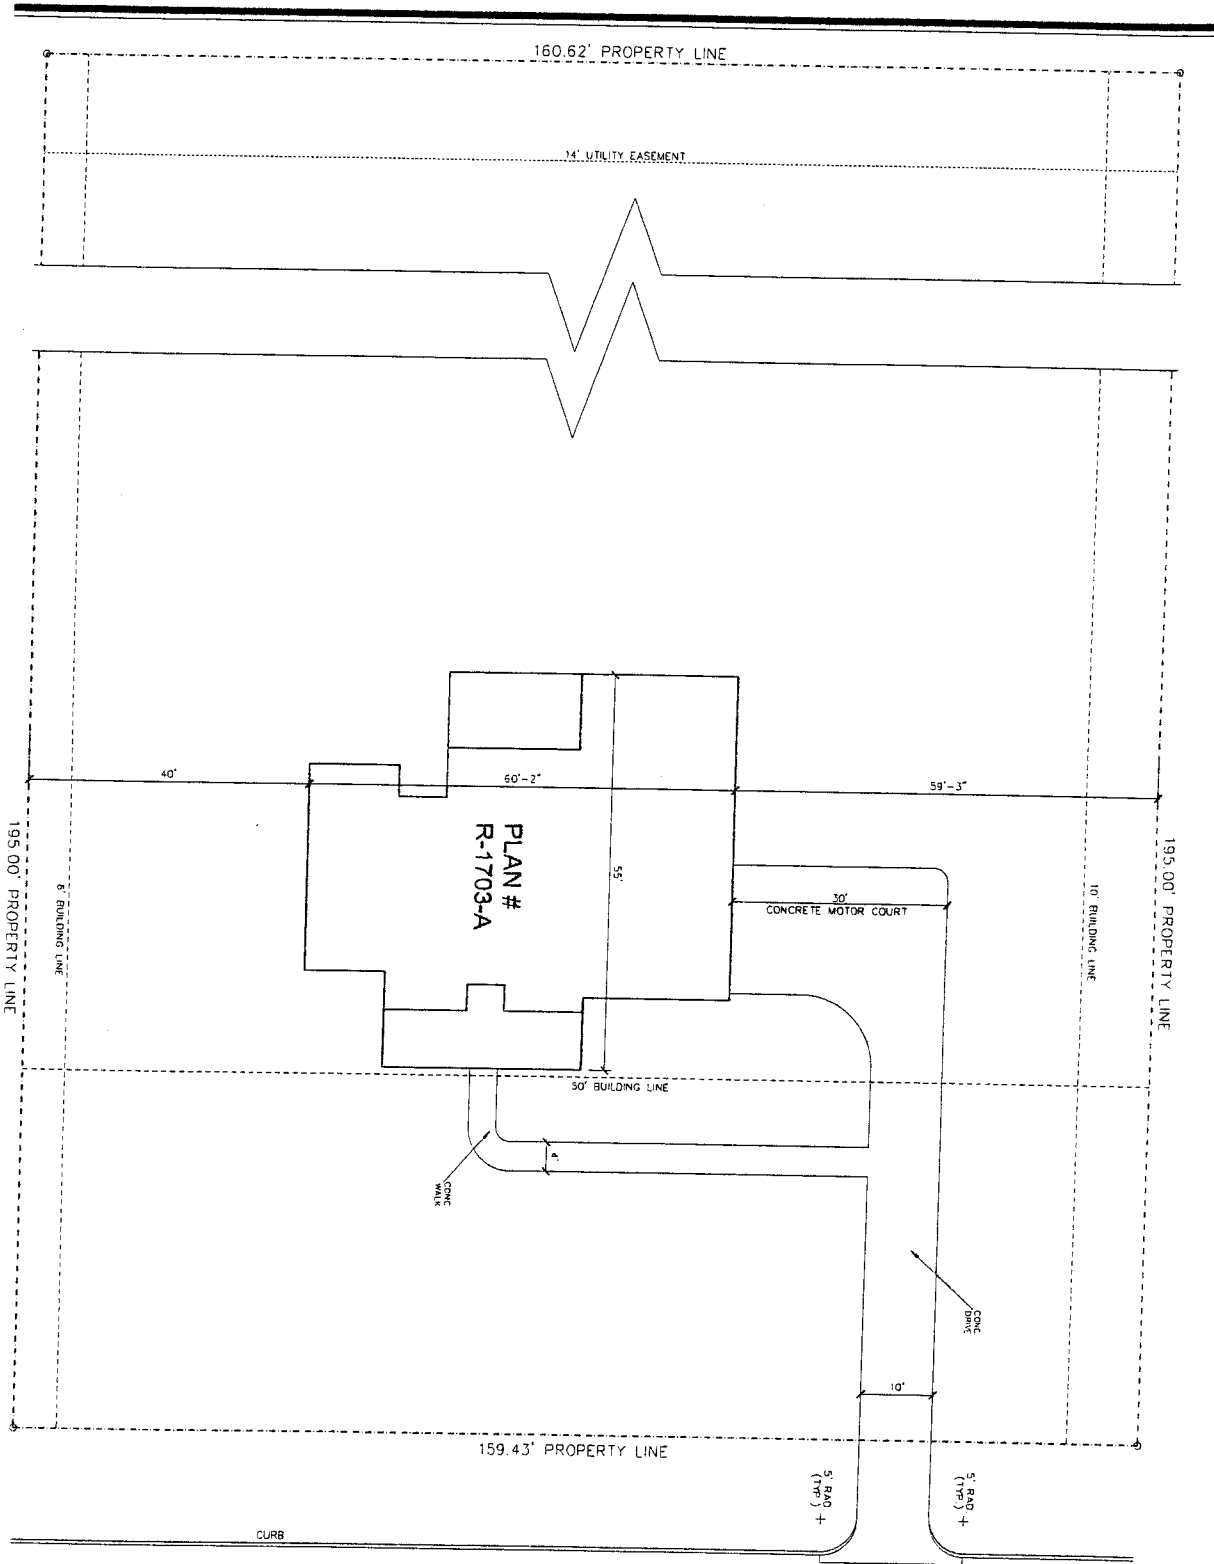 160.62' PROPERTY LINE
14' UTILITY EASEMENT
40'
60'-2"
59'-3"
195.00' PROPERTY LINE
8' BUILDING LINE
PLAN #
R-1703-A
55'
30'
CONCRETE MOTOR COURT
10' BUILDING LINE
195.00' PROPERTY LINE
50' BUILDING LINE
4'
CONC
WALK
CONC
DRIVE
10'
159.43' PROPERTY LINE
5' RAD
(TYP.)
5' RAD
(TYP.)
CURB